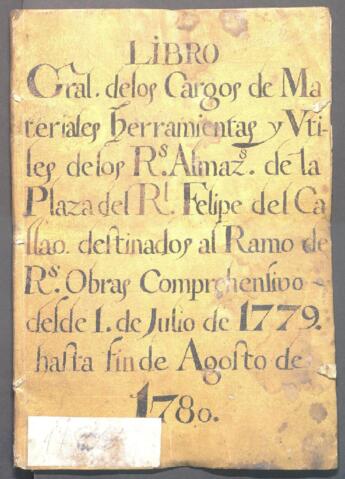 LiBRO
Gral. delos Cargos de Ma
teriales herramientas y Vti-
les delos Rs. Almazs. de la
Plaza del Rl. Felipe del Ca
llao. destinados al Ramo de
Rs. Obras Comprehensivo
desde 1. de Julio de 1779.
hasta fin de Agosto de
1780.